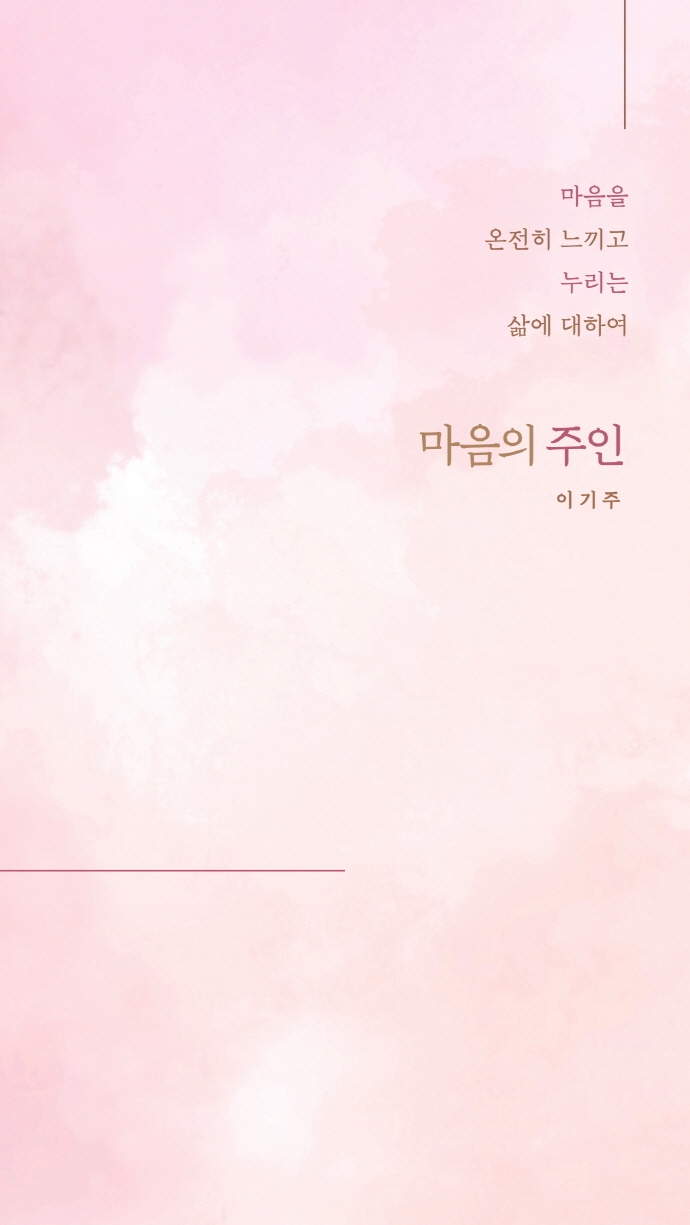 마음을
온전히 느끼고
누리는
삶에 대하여
마음의 주인
이기주